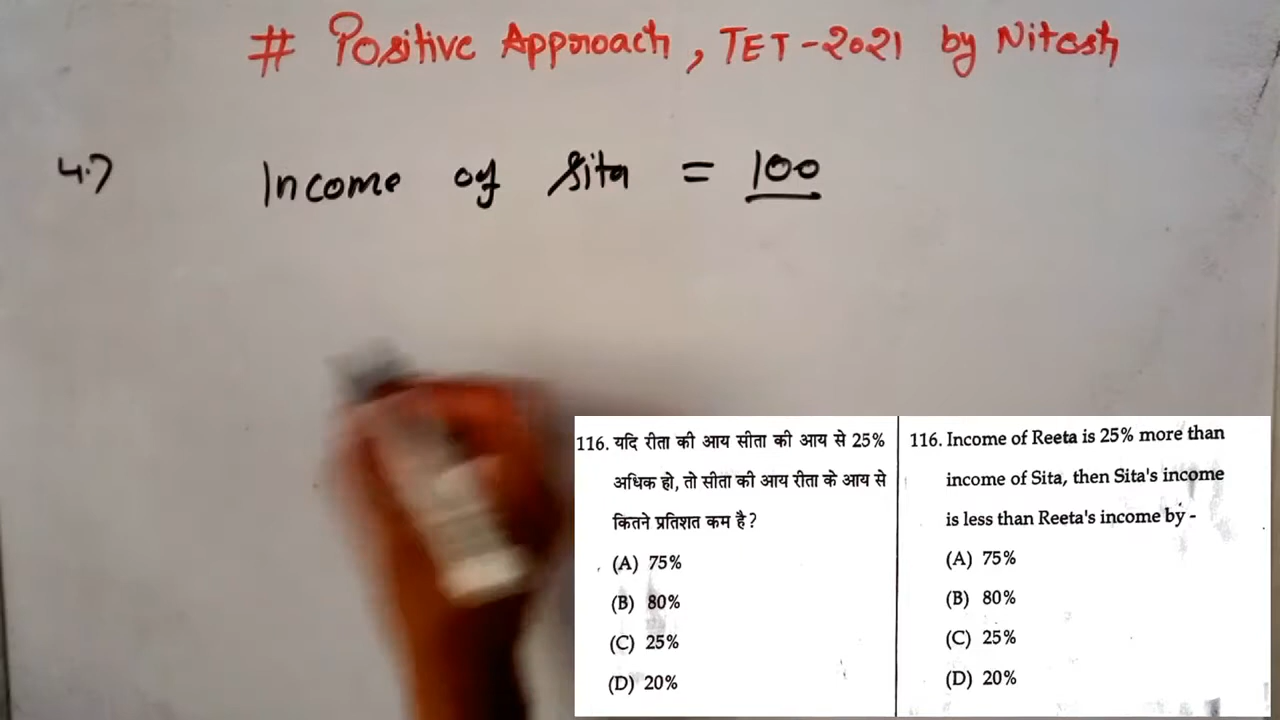 # Positive Approach, TET-2021 by Nitesh
4.7 Income of Sita = 100
116. यदि रीता की आय सीता की आय से 25%
अधिक हो, तो सीता की आय रीता के आय से
कितने प्रतिशत कम है?
(A) 75%
(B) 80%
(C) 25%
(D) 20%
116. Income of Reeta is 25% more than
income of Sita, then Sita's income
is less than Reeta's income by -
(A) 75%
(B) 80%
(C) 25%
(D) 20%